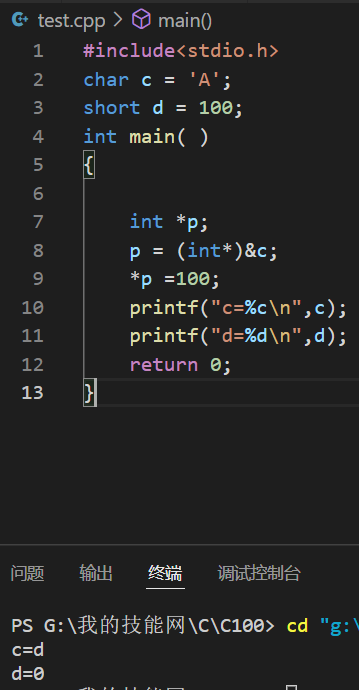 test.cpp > main()
1 #include<stdio.h>
2 char c = 'A';
3 short d = 100;
4 int main( )
5 {
6
7 int *p;
8 p = (int*)&c;
9 *p =100;
10 printf("c=%c\n",c);
11 printf("d=%d\n",d);
12 return 0;
13 }
问题 输出 终端 调试控制台
PS G:\我的技能网\C\C100> cd "g:\
c=d
d=0